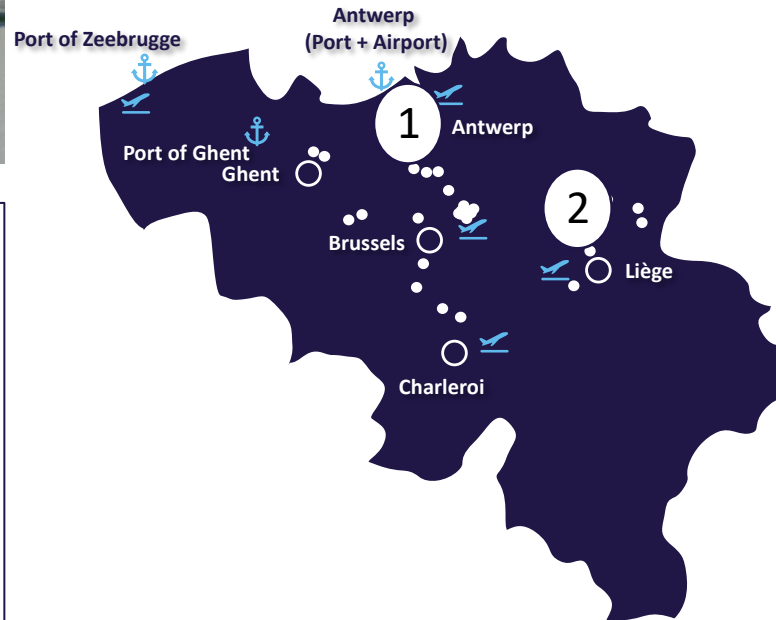 Antwerp
(Port + Airport)
Port of Zeebrugge
1
Antwerp
Port of Ghent
Ghent
2
Brussels
Liège
Charleroi